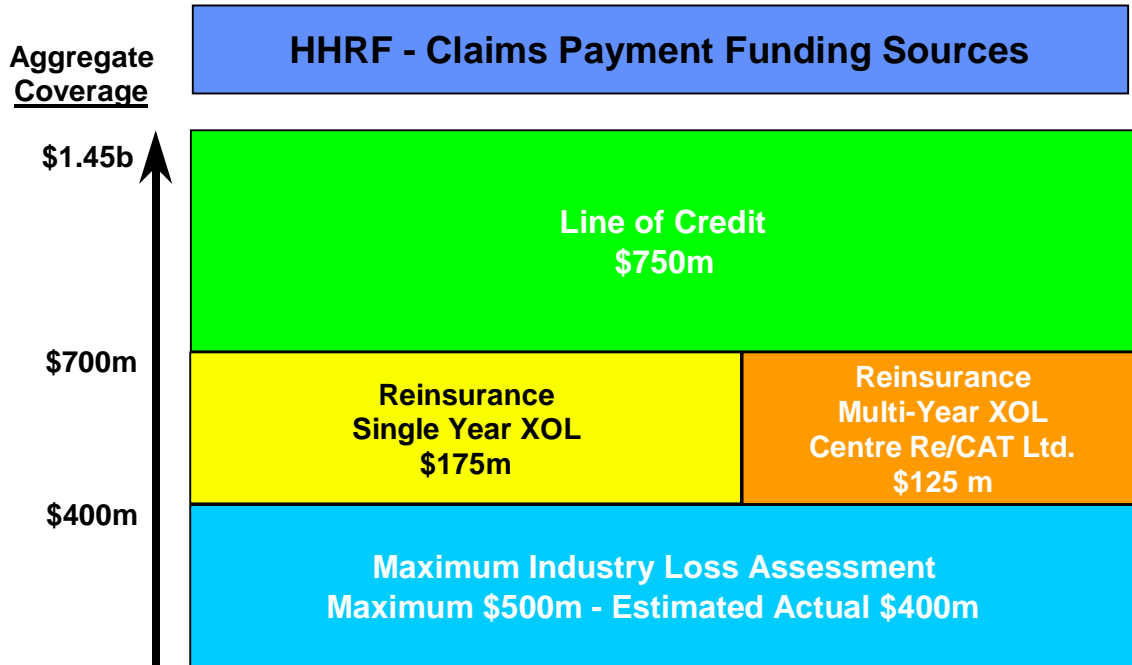 HHRF - Claims Payment Funding Sources
Aggregate
Coverage
$1.45b
Line of Credit
$750m
$700m
Reinsurance
Single Year XOL
$175m
Reinsurance
Multi-Year XOL
Centre Re/CAT Ltd.
$125 m
$400m
Maximum Industry Loss Assessment
Maximum $500m - Estimated Actual $400m